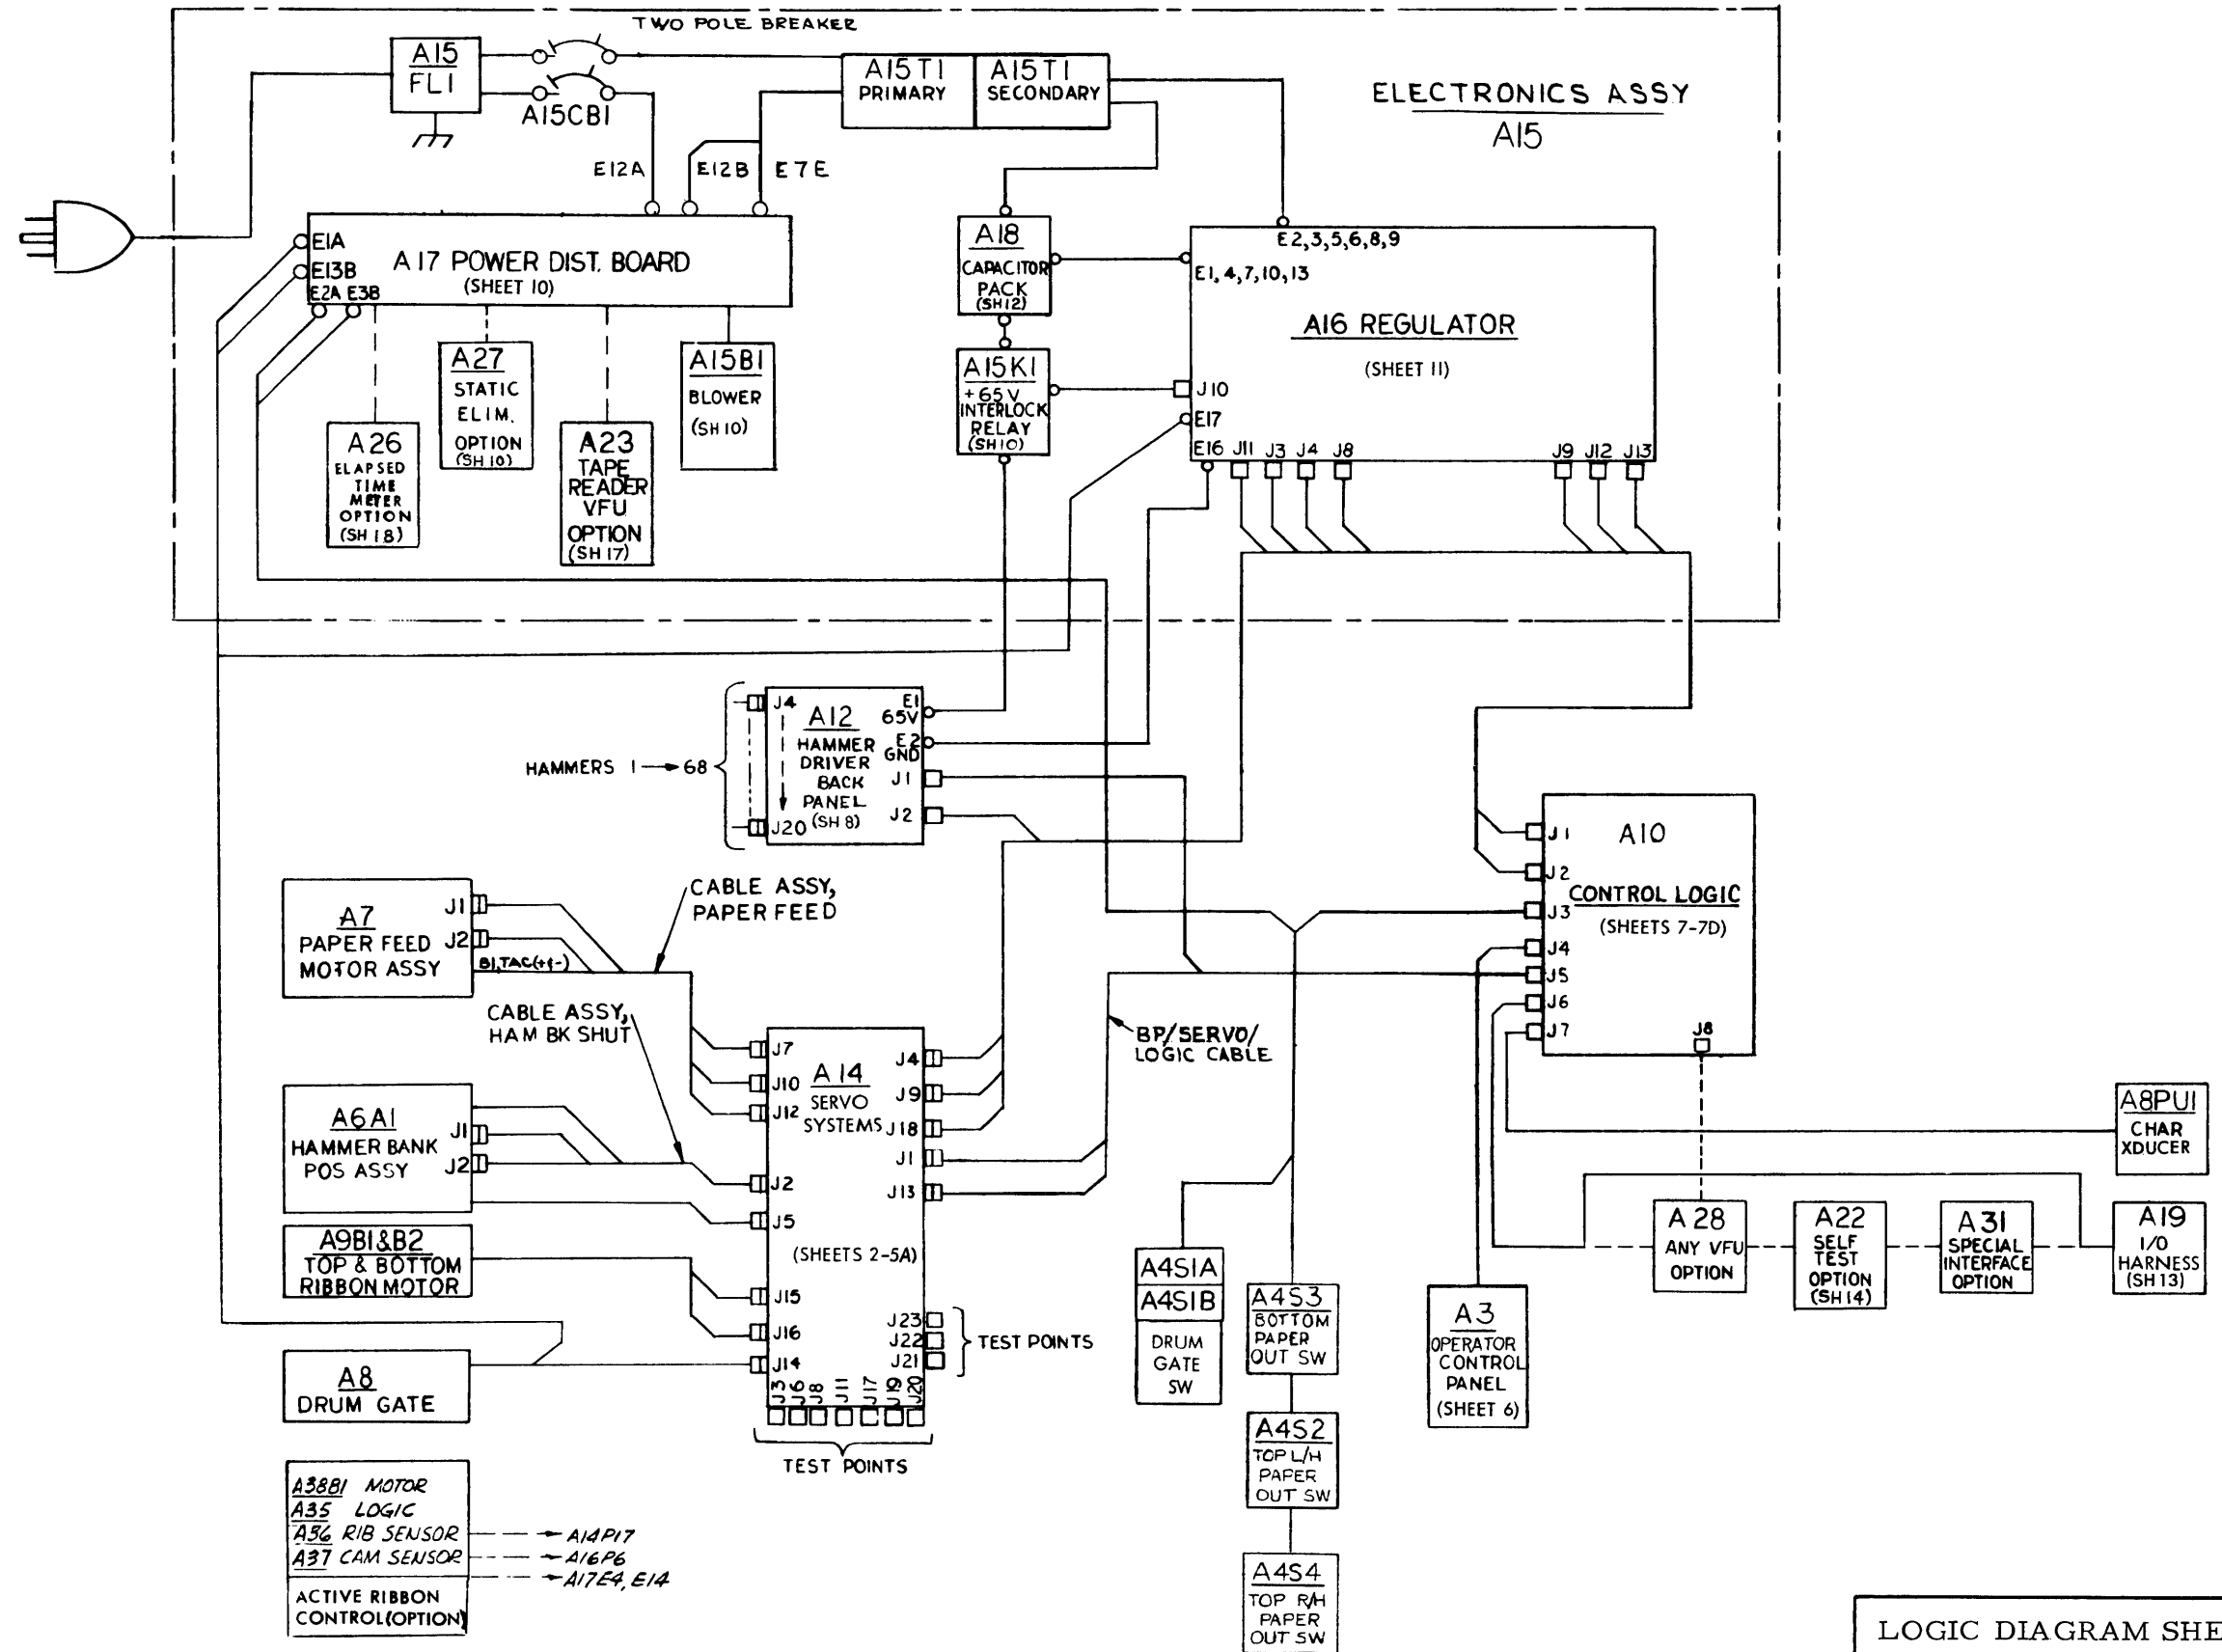 TWO POLE BREAKER
A15
FL1
A15CB1
A15T1
PRIMARY
A15T1
SECONDARY
ELECTRONICS ASSY
A15
E12A
E12B
E7E
E1A
E13B
E2A E3B
A17 POWER DIST. BOARD
(SHEET 10)
A18
CAPACITOR
PACK
(SH12)
E2,3,5,6,8,9
E1,4,7,10,13
A16 REGULATOR
(SHEET 11)
J10
E17
E16 J11 J3 J4 J8
J9 J12 J13
A26
ELAPSED
TIME
METER
OPTION
(SH 18)
A27
STATIC
ELIM.
OPTION
(SH 10)
A23
TAPE
READER
VFU
OPTION
(SH 17)
A15B1
BLOWER
(SH 10)
A15K1
+65V
INTERLOCK
RELAY
(SH10)
HAMMERS 1 → 68
J4
J20
A12
HAMMER
DRIVER
BACK
PANEL
(SH 8)
E1
65V
E2
GND
J1
J2
A7
PAPER FEED
MOTOR ASSY
J1
J2
B1,TAC(+&-)
CABLE ASSY,
PAPER FEED
CABLE ASSY,
HAM BK SHUT
A6A1
HAMMER BANK
POS ASSY
J1
J2
A9B1&B2
TOP & BOTTOM
RIBBON MOTOR
A8
DRUM GATE
A14
SERVO
SYSTEMS
(SHEETS 2-5A)
J7
J10
J12
J2
J5
J15
J16
J14
J4
J9
J18
J1
J13
J23
J22
J21
TEST POINTS
J3 J6 J8 J11 J17 J19 J20
TEST POINTS
BP/SERVO/
LOGIC CABLE
A10
CONTROL LOGIC
(SHEETS 7-7D)
J1
J2
J3
J4
J5
J6
J7
J8
A8PU1
CHAR
XDUCER
A28
ANY VFU
OPTION
A22
SELF
TEST
OPTION
(SH14)
A31
SPECIAL
INTERFACE
OPTION
A19
I/O
HARNESS
(SH13)
A4S1A
A4S1B
DRUM
GATE
SW
A4S3
BOTTOM
PAPER
OUT SW
A4S2
TOP L/H
PAPER
OUT SW
A4S4
TOP R/H
PAPER
OUT SW
A3
OPERATOR
CONTROL
PANEL
(SHEET 6)
A38B1 MOTOR
A35 LOGIC
A36 RIB SENSOR
A37 CAM SENSOR
ACTIVE RIBBON
CONTROL(OPTION)
A14P17
A16P6
A17E4, E14
LOGIC DIAGRAM SHE